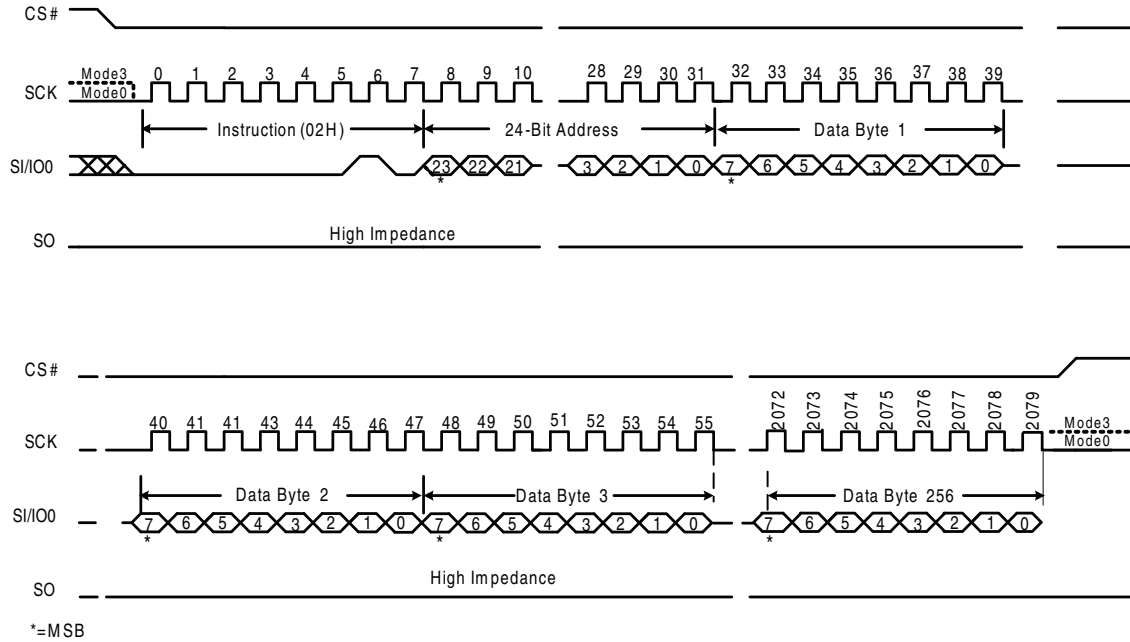 CS#
Mode3
0 1 2 3 4 5 6 7 8 9 10 28 29 30 31 32 33 34 35 36 37 38 39
SCK
Mode0
Instruction (02H) 24-Bit Address Data Byte 1
SI/IO0 23 22 21 3 2 1 0 7 6 5 4 3 2 1 0
* *
SO High Impedance
CS#
40 41 41 43 44 45 46 47 48 49 50 51 52 53 54 55 2072 2073 2074 2075 2076 2077 2078 2079
Mode3
SCK
Mode0
Data Byte 2 Data Byte 3 Data Byte 256
SI/IO0 7 6 5 4 3 2 1 0 7 6 5 4 3 2 1 0 7 6 5 4 3 2 1 0
* * *
SO High Impedance
*=MSB